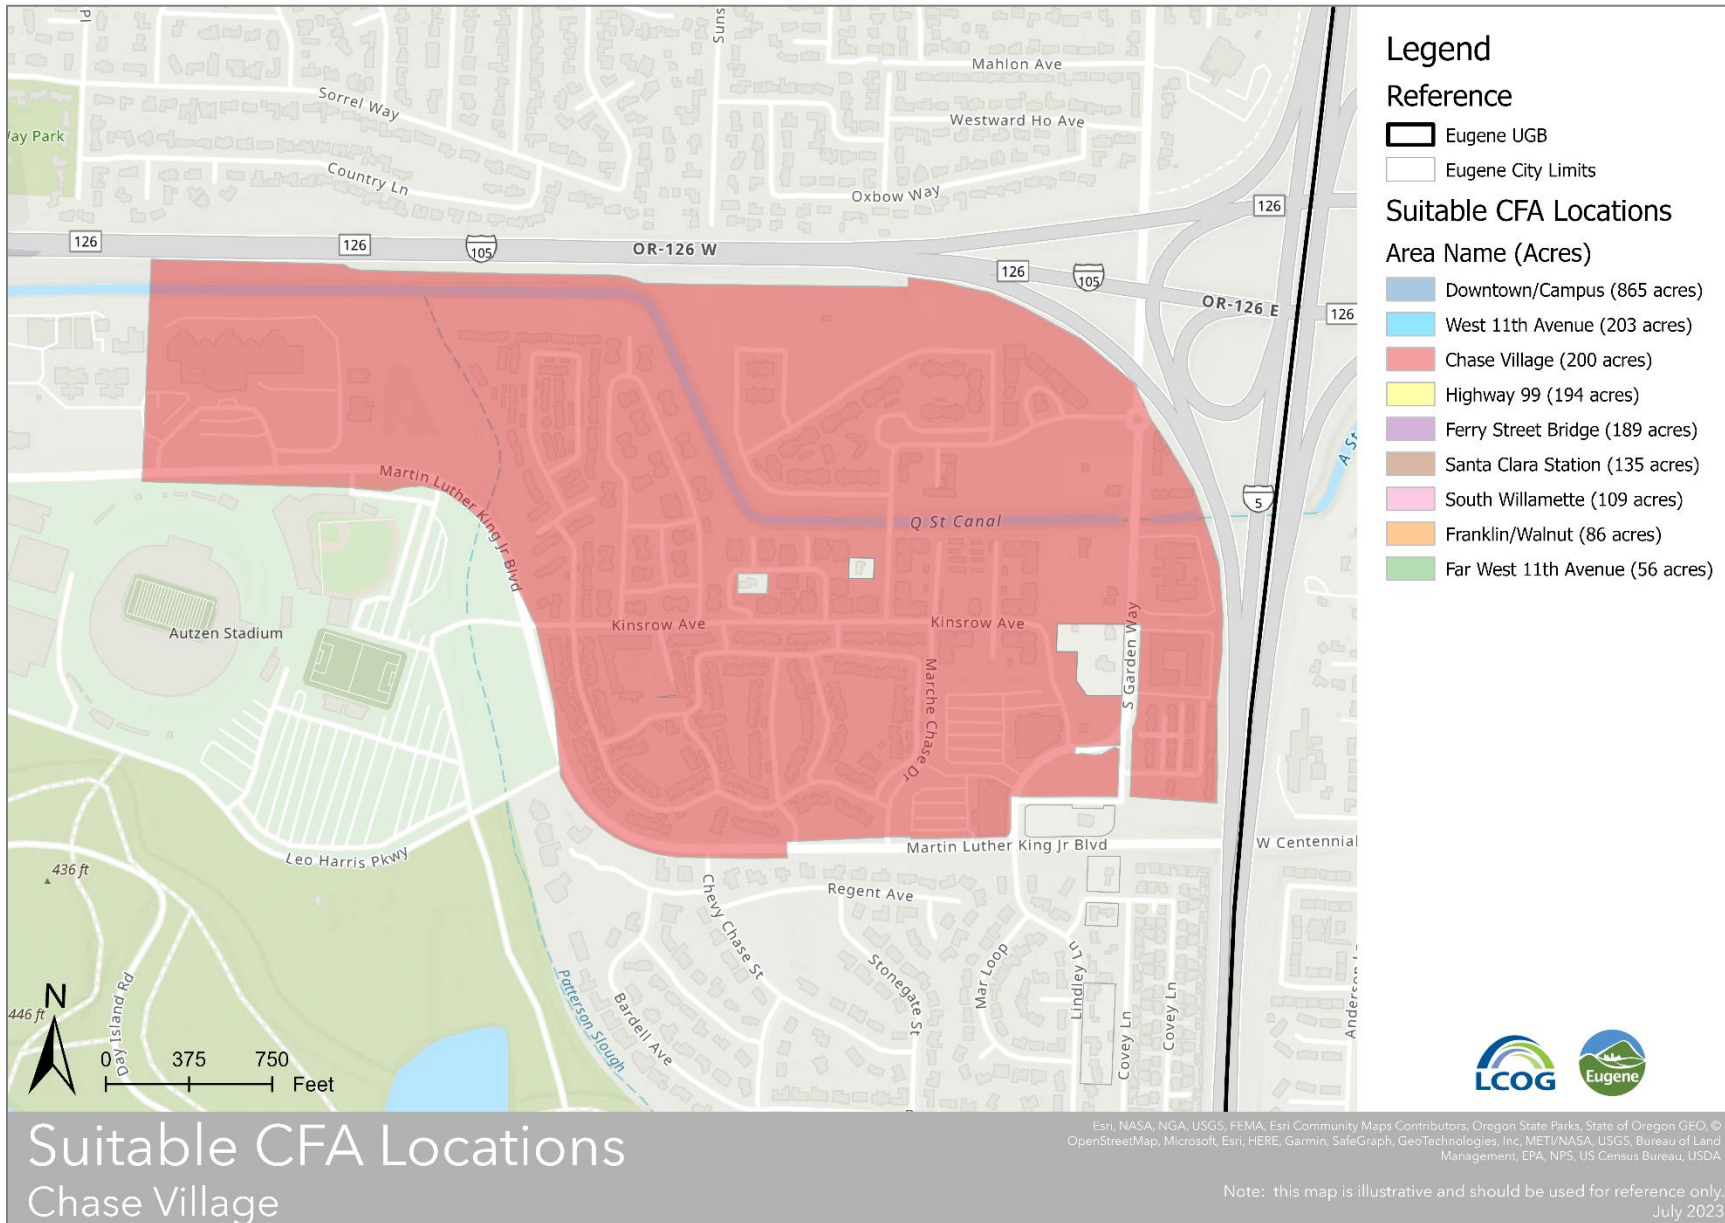 Pl
Suns
Mahlon Ave
Sorrel Way
Westward Ho Ave
Way Park
Country Ln
Oxbow Way
126
126
126
105
OR-126 W
126
105
OR-126 E
126
A St
Martin Luther King Jr Blvd
Q St Canal
5
Autzen Stadium
Kinsrow Ave
Kinsrow Ave
S Garden Way
Marche Chase Dr
Leo Harris Pkwy
Martin Luther King Jr Blvd
W Centennial
436 ft
Regent Ave
Chevy Chase St
Stonegate St
Mar Loop
Lindley Ln
Patterson Slough
Bardell Ave
Covey Ln
Covey Ln
Anderson L
Day Island Rd
446 ft
N
0 375 750
Feet
Legend
Reference
Eugene UGB
Eugene City Limits
Suitable CFA Locations
Area Name (Acres)
Downtown/Campus (865 acres)
West 11th Avenue (203 acres)
Chase Village (200 acres)
Highway 99 (194 acres)
Ferry Street Bridge (189 acres)
Santa Clara Station (135 acres)
South Willamette (109 acres)
Franklin/Walnut (86 acres)
Far West 11th Avenue (56 acres)
LCOG
Eugene
Suitable CFA Locations
Chase Village
Esri, NASA, NGA, USGS, FEMA, Esri Community Maps Contributors, Oregon State Parks, State of Oregon GEO, ©
OpenStreetMap, Microsoft, Esri, HERE, Garmin, SafeGraph, GeoTechnologies, Inc, METI/NASA, USGS, Bureau of Land
Management, EPA, NPS, US Census Bureau, USDA
Note: this map is illustrative and should be used for reference only.
July 2023